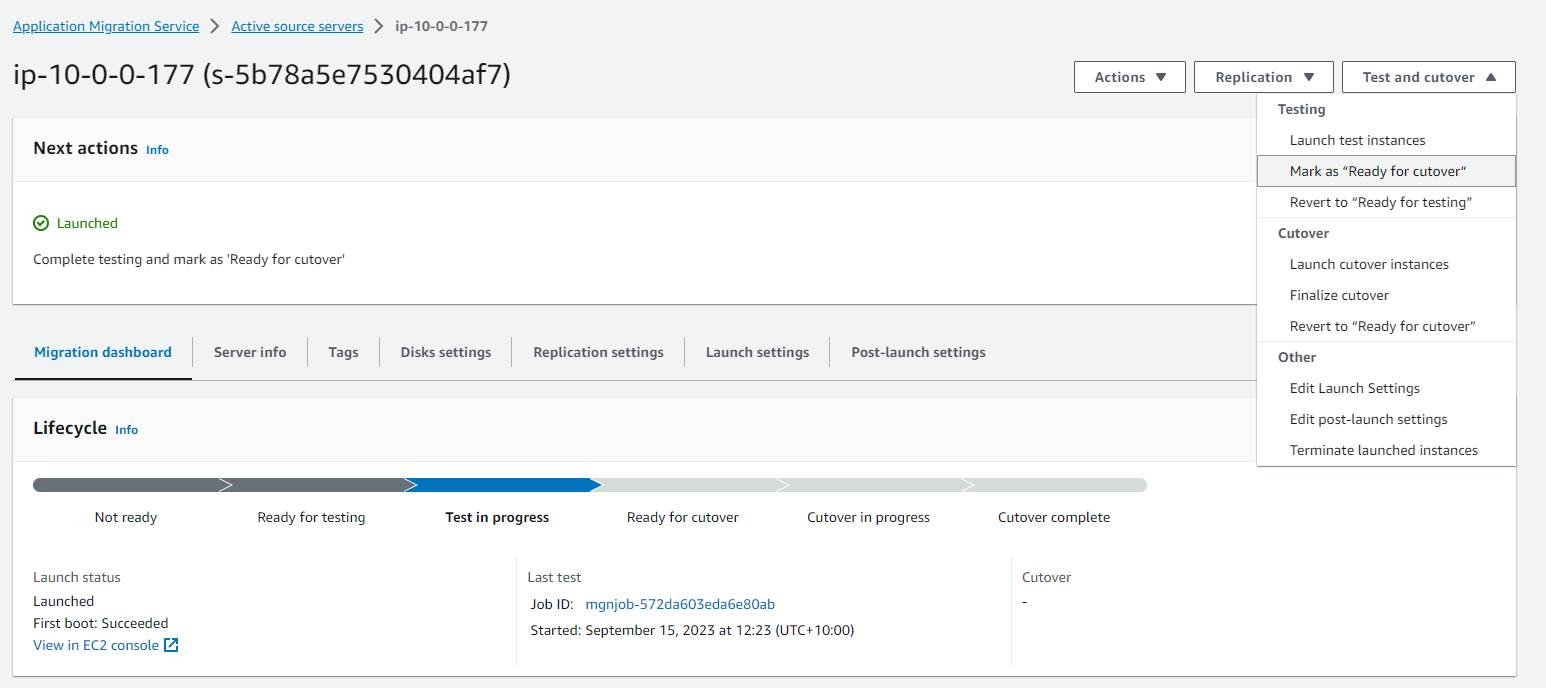 Application Migration Service > Active source servers > ip-10-0-0-177
ip-10-0-0-177 (s-5b78a5e7530404af7)
Actions ▼ Replication ▼ Test and cutover ▲
Testing
Launch test instances
Mark as “Ready for cutover“
Revert to “Ready for testing”
Cutover
Launch cutover instances
Finalize cutover
Revert to “Ready for cutover”
Other
Edit Launch Settings
Edit post-launch settings
Terminate launched instances
Next actions Info
Launched
Complete testing and mark as 'Ready for cutover'
Migration dashboard Server info Tags Disks settings Replication settings Launch settings Post-launch settings
Lifecycle Info
Not ready Ready for testing Test in progress Ready for cutover Cutover in progress Cutover complete
Launch status
Launched
First boot: Succeeded
View in EC2 console
Last test
Job ID: mgnjob-572da603eda6e80ab
Started: September 15, 2023 at 12:23 (UTC+10:00)
Cutover
-